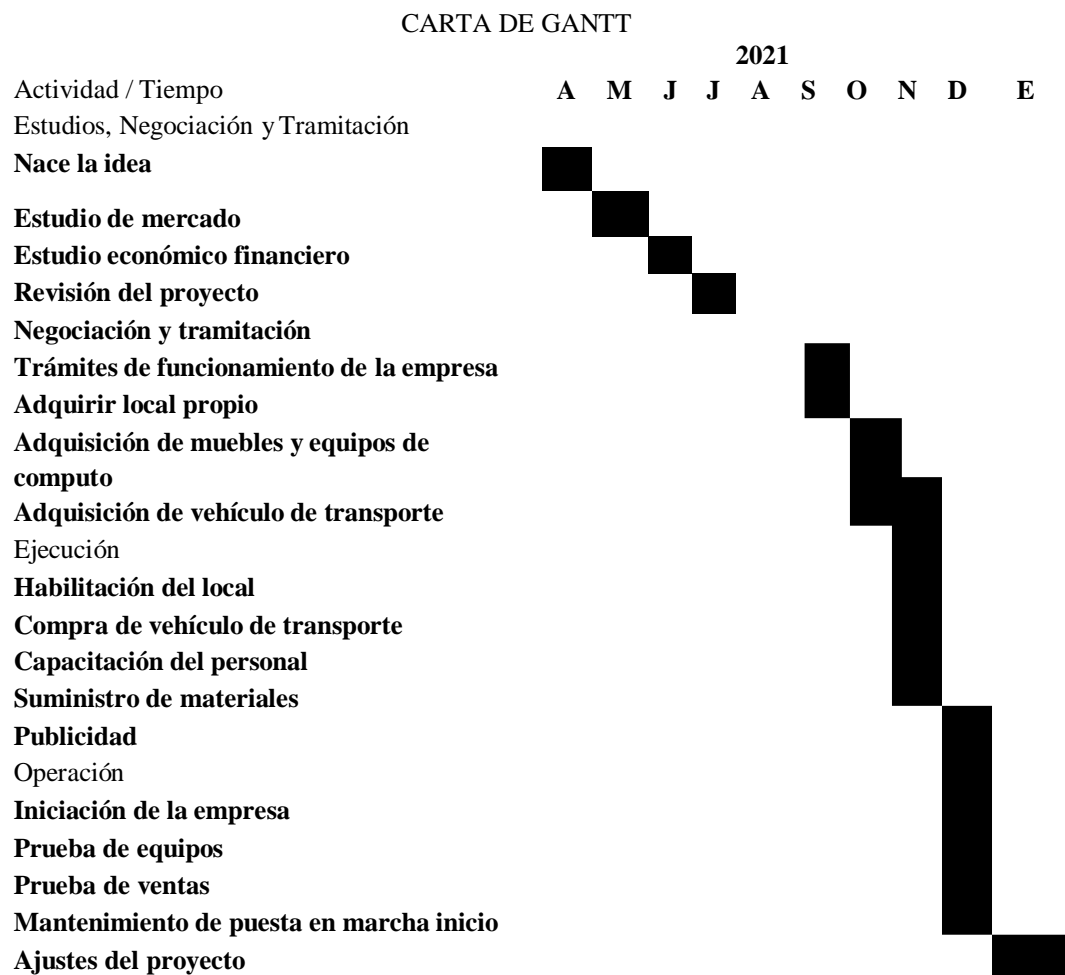 CARTA DE GANTT
2021
Actividad / Tiempo A M J J A S O N D E
Estudios, Negociación y Tramitación
Nace la idea
Estudio de mercado
Estudio económico financiero
Revisión del proyecto
Negociación y tramitación
Trámites de funcionamiento de la empresa
Adquirir local propio
Adquisición de muebles y equipos de
computo
Adquisición de vehículo de transporte
Ejecución
Habilitación del local
Compra de vehículo de transporte
Capacitación del personal
Suministro de materiales
Publicidad
Operación
Iniciación de la empresa
Prueba de equipos
Prueba de ventas
Mantenimiento de puesta en marcha inicio
Ajustes del proyecto